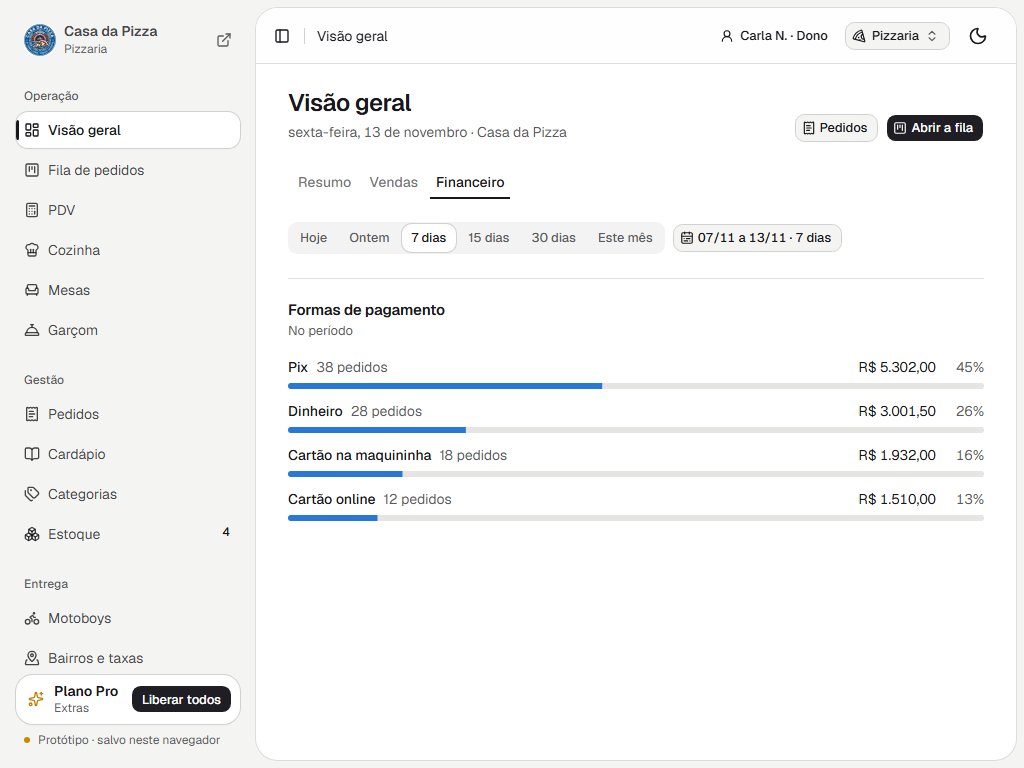 Casa da Pizza
Pizzaria
Operação
Visão geral
Fila de pedidos
PDV
Cozinha
Mesas
Garçom
Gestão
Pedidos
Cardápio
Categorias
Estoque 4
Entrega
Motoboys
Bairros e taxas
Plano Pro
Extras
Liberar todos
Protótipo · salvo neste navegador
Visão geral
Carla N. · Dono
Pizzaria
Visão geral
sexta-feira, 13 de novembro · Casa da Pizza
Pedidos
Abrir a fila
Resumo Vendas Financeiro
Hoje Ontem 7 dias 15 dias 30 dias Este mês 07/11 a 13/11 · 7 dias
Formas de pagamento
No período
Pix 38 pedidos R$ 5.302,00 45%
Dinheiro 28 pedidos R$ 3.001,50 26%
Cartão na maquininha 18 pedidos R$ 1.932,00 16%
Cartão online 12 pedidos R$ 1.510,00 13%